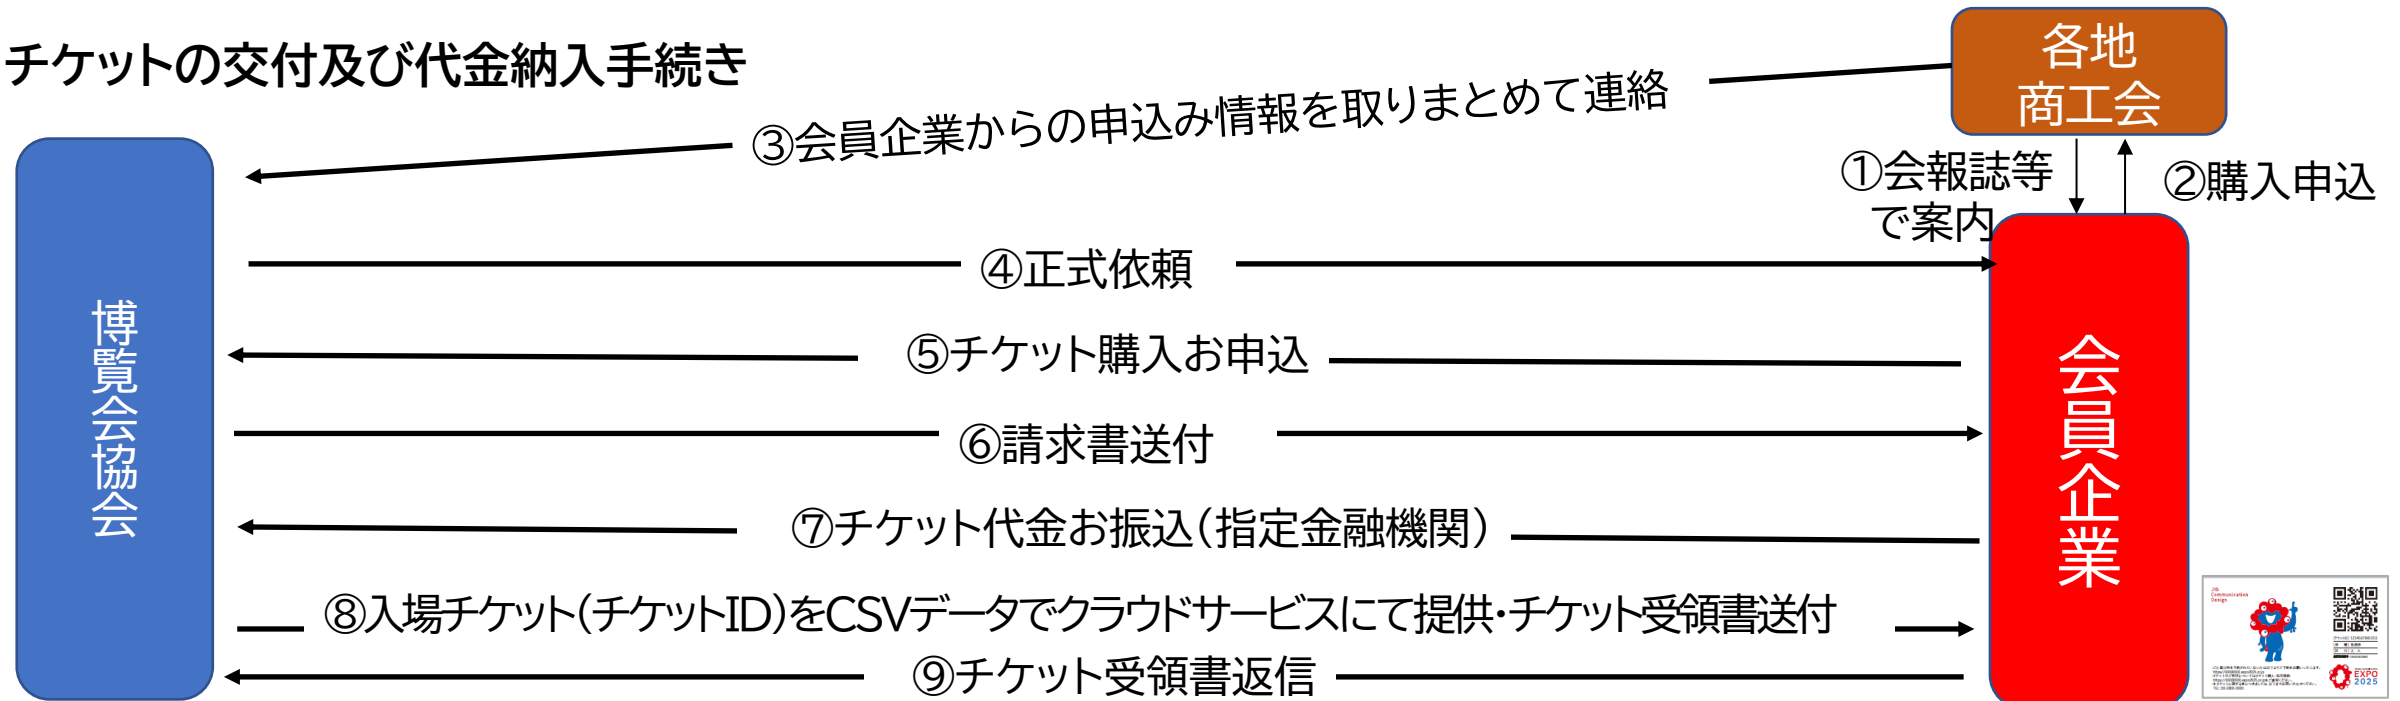 チケットの交付及び代金納入手続き
各地
商工会
③会員企業からの申込み情報を取りまとめて連絡
①会報誌等
で案内
②購入申込
④正式依頼
博覧会協会
会員企業
⑤チケット購入お申込
⑥請求書送付
⑦チケット代金お振込(指定金融機関)
⑧入場チケット(チケットID)をCSVデータでクラウドサービスにて提供・チケット受領書送付
⑨チケット受領書返信
Communication
Design
EXPO
2025